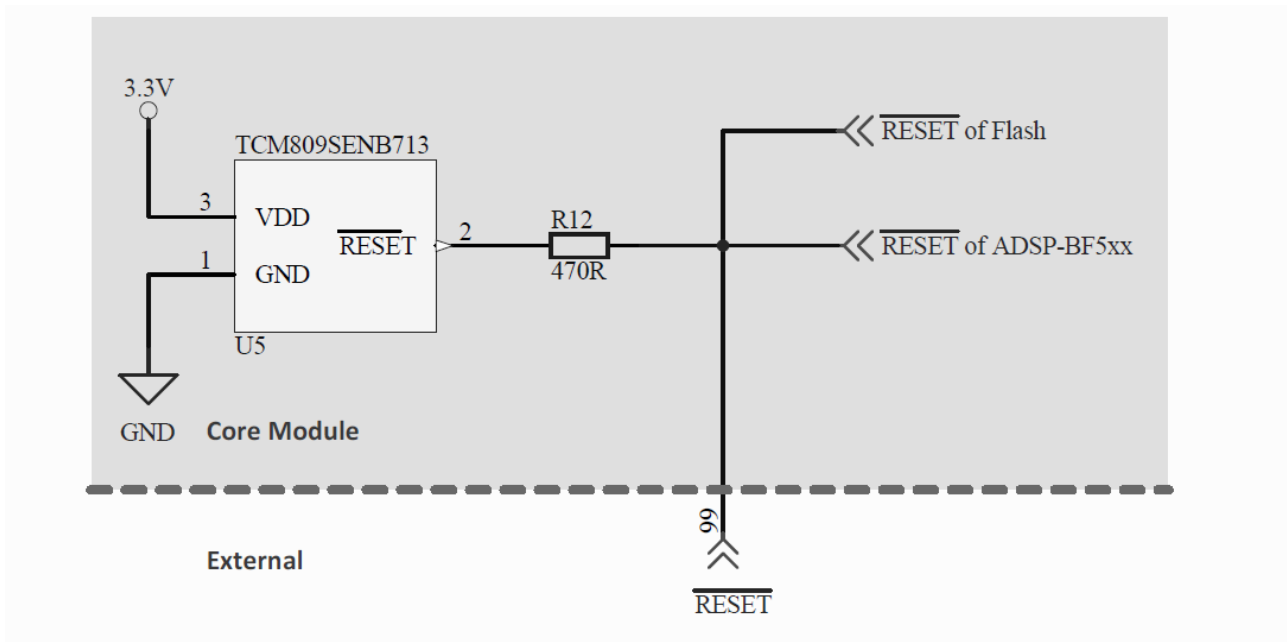 3.3V
TCM809SENB713
RESET of Flash
3
VDD
RESET
2
R12
470R
RESET of ADSP-BF5xx
1
GND
U5
GND
Core Module
99
External
RESET